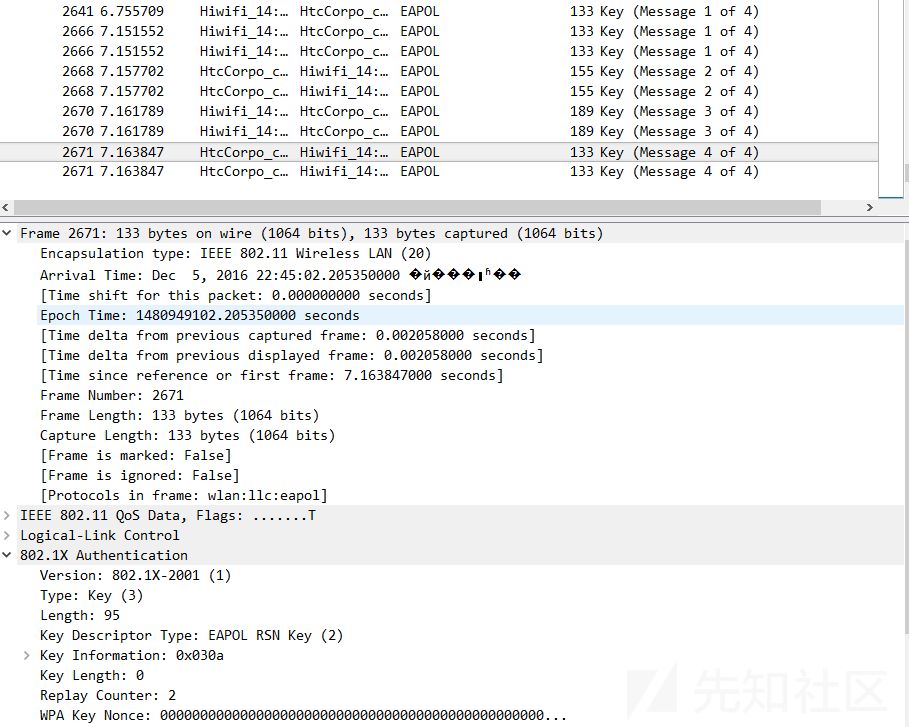 2641 6.755709 Hiwifi_14:… HtcCorpo_c… EAPOL 133 Key (Message 1 of 4)
2666 7.151552 Hiwifi_14:… HtcCorpo_c… EAPOL 133 Key (Message 1 of 4)
2666 7.151552 Hiwifi_14:… HtcCorpo_c… EAPOL 133 Key (Message 1 of 4)
2668 7.157702 HtcCorpo_c… Hiwifi_14:… EAPOL 155 Key (Message 2 of 4)
2668 7.157702 HtcCorpo_c… Hiwifi_14:… EAPOL 155 Key (Message 2 of 4)
2670 7.161789 Hiwifi_14:… HtcCorpo_c… EAPOL 189 Key (Message 3 of 4)
2670 7.161789 Hiwifi_14:… HtcCorpo_c… EAPOL 189 Key (Message 3 of 4)
2671 7.163847 HtcCorpo_c… Hiwifi_14:… EAPOL 133 Key (Message 4 of 4)
2671 7.163847 HtcCorpo_c… Hiwifi_14:… EAPOL 133 Key (Message 4 of 4)
Frame 2671: 133 bytes on wire (1064 bits), 133 bytes captured (1064 bits)
Encapsulation type: IEEE 802.11 Wireless LAN (20)
Arrival Time: Dec  5, 2016 22:45:02.205350000
[Time shift for this packet: 0.000000000 seconds]
Epoch Time: 1480949102.205350000 seconds
[Time delta from previous captured frame: 0.002058000 seconds]
[Time delta from previous displayed frame: 0.002058000 seconds]
[Time since reference or first frame: 7.163847000 seconds]
Frame Number: 2671
Frame Length: 133 bytes (1064 bits)
Capture Length: 133 bytes (1064 bits)
[Frame is marked: False]
[Frame is ignored: False]
[Protocols in frame: wlan:llc:eapol]
IEEE 802.11 QoS Data, Flags: .......T
Logical-Link Control
802.1X Authentication
Version: 802.1X-2001 (1)
Type: Key (3)
Length: 95
Key Descriptor Type: EAPOL RSN Key (2)
Key Information: 0x030a
Key Length: 0
Replay Counter: 2
WPA Key Nonce: 000000000000000000000000000000000000000000000000...
先知社区